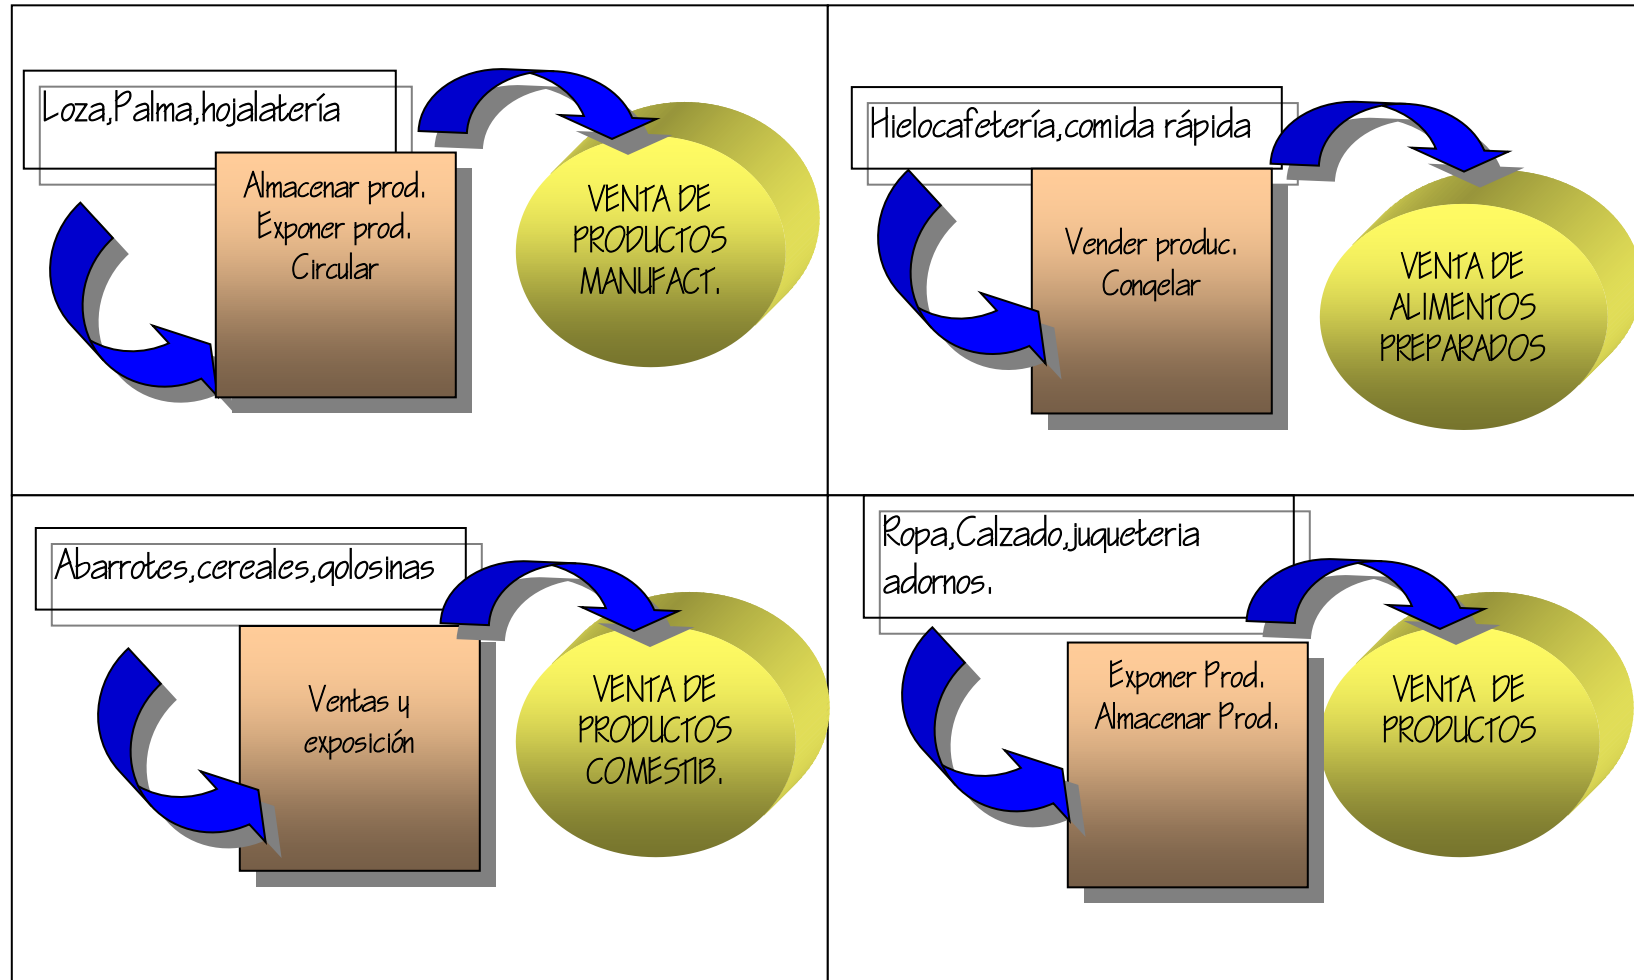 Loza,Palma,hojalatería
Almacenar prod.
Exponer prod.
Circular
VENTA DE
PRODUCTOS
MANUFACT.
Hielocafetería,comida rápida
Vender produc.
Congelar
VENTA DE
ALIMENTOS
PREPARADOS
Abarrotes,cereales,golosinas
Ventas y
exposición
VENTA DE
PRODUCTOS
COMESTIB.
Ropa,Calzado,jugueteria
adornos.
Exponer Prod.
Almacenar Prod.
VENTA DE
PRODUCTOS